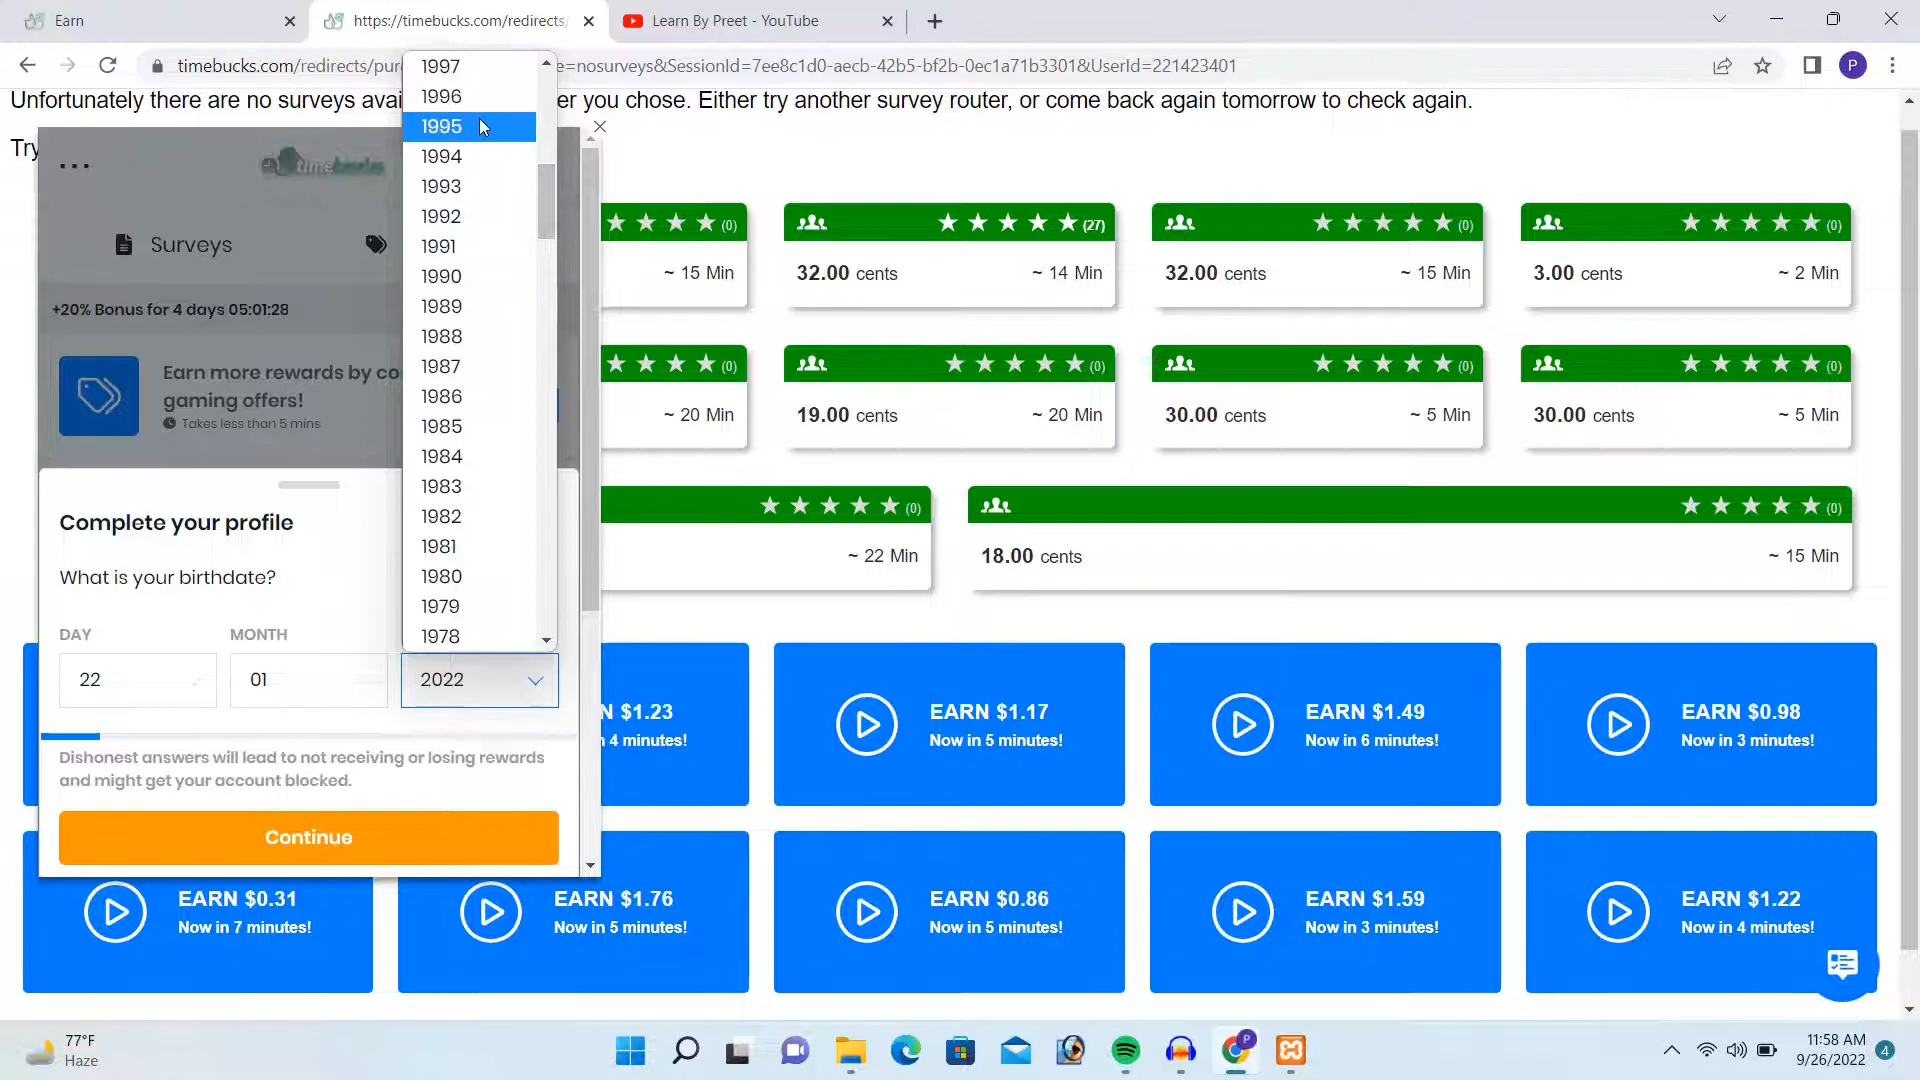 Earn
https://timebucks.com/redirects/
Learn By Preet - YouTube
timebucks.com/redirects/pur
e=nosurveys&SessionId=7ee8c1d0-aecb-42b5-bf2b-0ec1a71b3301&UserId=221423401
P
Unfortunately there are no surveys avai
er you chose. Either try another survey router, or come back again tomorrow to check again.
Try
timebucks
Surveys
+20% Bonus for 4 days 05:01:28
Earn more rewards by co
gaming offers!
Takes less than 5 mins
1997
1996
1995
1994
1993
1992
1991
1990
1989
1988
1987
1986
1985
1984
1983
1982
1981
1980
1979
1978
Complete your profile
What is your birthdate?
DAY
MONTH
22
01
2022
Dishonest answers will lead to not receiving or losing rewards
and might get your account blocked.
Continue
(0)
(27)
(0)
(0)
~ 15 Min
32.00 cents
~ 14 Min
32.00 cents
~ 15 Min
3.00 cents
~ 2 Min
(0)
(0)
(0)
(0)
~ 20 Min
19.00 cents
~ 20 Min
30.00 cents
~ 5 Min
30.00 cents
~ 5 Min
(0)
(0)
~ 22 Min
18.00 cents
~ 15 Min
N $1.23
n 4 minutes!
EARN $1.17
Now in 5 minutes!
EARN $1.49
Now in 6 minutes!
EARN $0.98
Now in 3 minutes!
EARN $0.31
Now in 7 minutes!
EARN $1.76
Now in 5 minutes!
EARN $0.86
Now in 5 minutes!
EARN $1.59
Now in 3 minutes!
EARN $1.22
Now in 4 minutes!
77°F
Haze
P
11:58 AM
9/26/2022
4